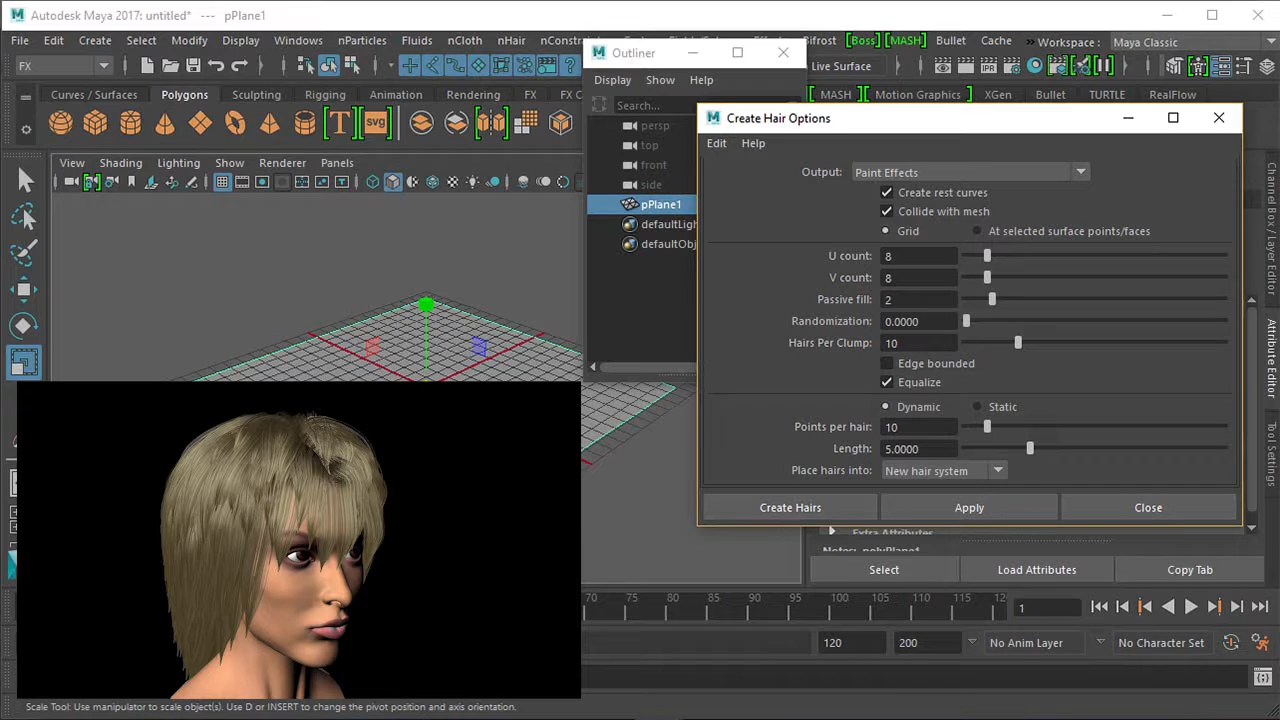 Autodesk Maya 2017: untitled* --- pPlane1
File Edit Create Select Modify Display Windows nParticles Fluids nCloth nHair nCons Bifrost [Boss] [MASH] Bullet Cache » Workspace: Maya Classic
Outliner
FX
Live Surface
Display Show Help
Curves / Surfaces Polygons Sculpting Rigging Animation Rendering FX FX C
MASH Motion Graphics XGen Bullet TURTLE RealFlow
Search...
T svg
Create Hair Options
persp
Edit Help
top
View Shading Lighting Show Renderer Panels
front
side
pPlane1
defaultLigh
defaultObj
Output: Paint Effects
Create rest curves
Collide with mesh
Grid At selected surface points/faces
U count: 8
V count: 8
Passive fill: 2
Randomization: 0.0000
Hairs Per Clump: 10
Edge bounded
Equalize
Dynamic Static
Points per hair: 10
Length: 5.0000
Place hairs into: New hair system
Create Hairs Apply Close
Channel Box / Layer Editor
Attribute Editor
Tool Settings
Extra Attributes
Notes: polyPlane1
Select Load Attributes Copy Tab
70 75 80 85 90 95 100 105 110 115 12
1
120 200 No Anim Layer No Character Set
Scale Tool: Use manipulator to scale object(s). Use D or INSERT to change the pivot position and axis orientation.